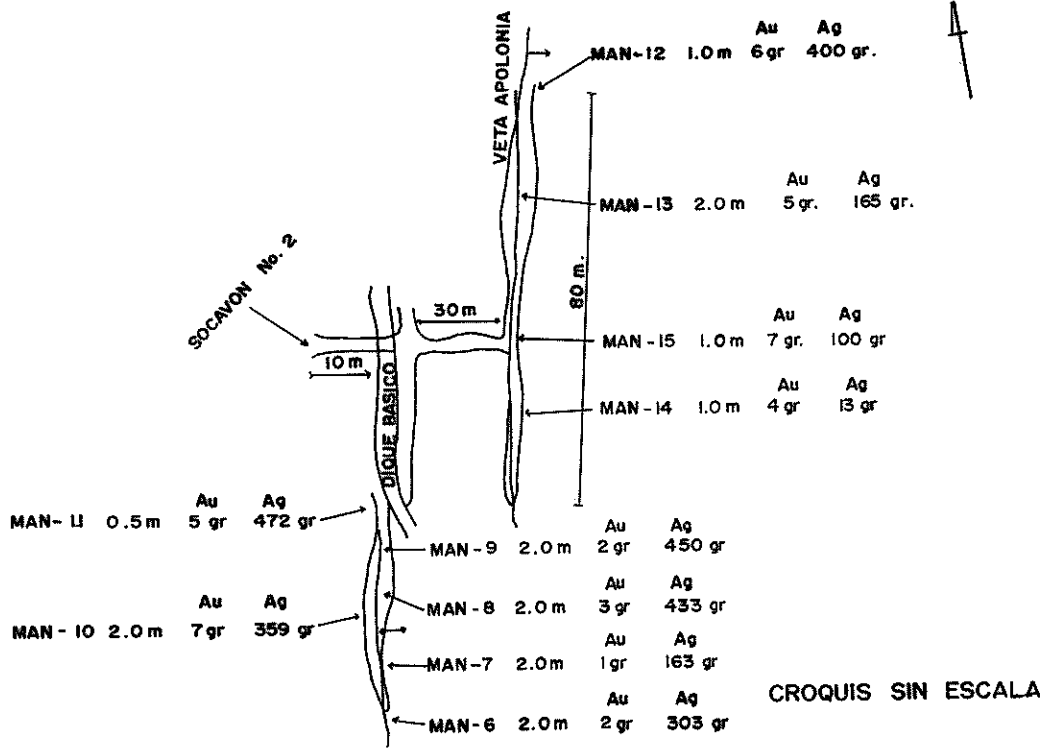 Au Ag
MAN-12 1.0 m 6 gr 400 gr.
VETA APOLONIA
Au Ag
MAN-13 2.0 m 5 gr. 165 gr.
SOCAVON No. 2
80 m.
30 m
Au Ag
MAN-15 1.0 m 7 gr. 100 gr
10 m
DIQUE BASICO
MAN-14 1.0 m 4 gr 13 gr
Au Ag
MAN-11 0.5 m 5 gr 472 gr
Au Ag
MAN-9 2.0 m 2 gr 450 gr
Au Ag
MAN-8 2.0 m 3 gr 433 gr
Au Ag
MAN-10 2.0 m 7 gr 359 gr
Au Ag
MAN-7 2.0 m 1 gr 163 gr
Au Ag
MAN-6 2.0 m 2 gr 303 gr
CROQUIS SIN ESCALA